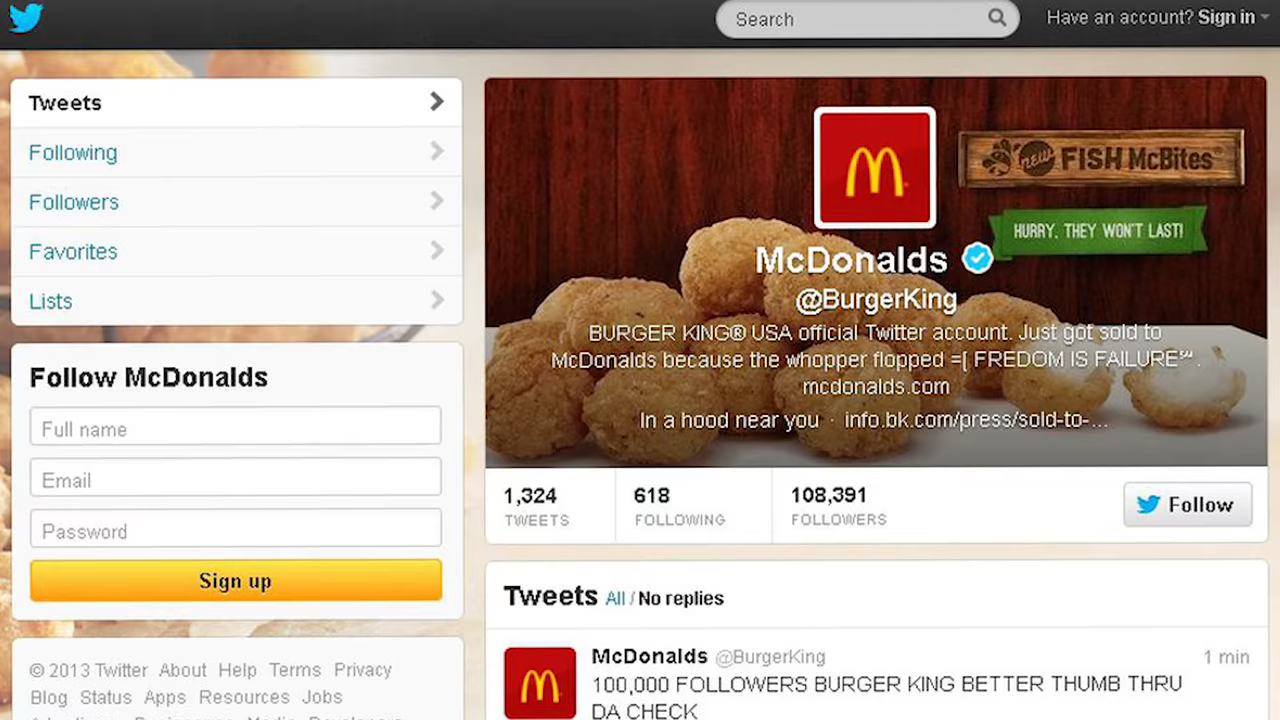 Search
Have an account? Sign in
Tweets
Following
Followers
Favorites
Lists
Follow McDonalds
Full name
Email
Password
Sign up
© 2013 Twitter About Help Terms Privacy
Blog Status Apps Resources Jobs
new FISH McBites
HURRY, THEY WON'T LAST!
McDonalds
@BurgerKing
BURGER KING® USA official Twitter account. Just got sold to
McDonalds because the whopper flopped =[ FREDOM IS FAILURE℠.
mcdonalds.com
In a hood near you · info.bk.com/press/sold-to-...
1,324
TWEETS
618
FOLLOWING
108,391
FOLLOWERS
Follow
Tweets All / No replies
McDonalds @BurgerKing 1 min
100,000 FOLLOWERS BURGER KING BETTER THUMB THRU
DA CHECK